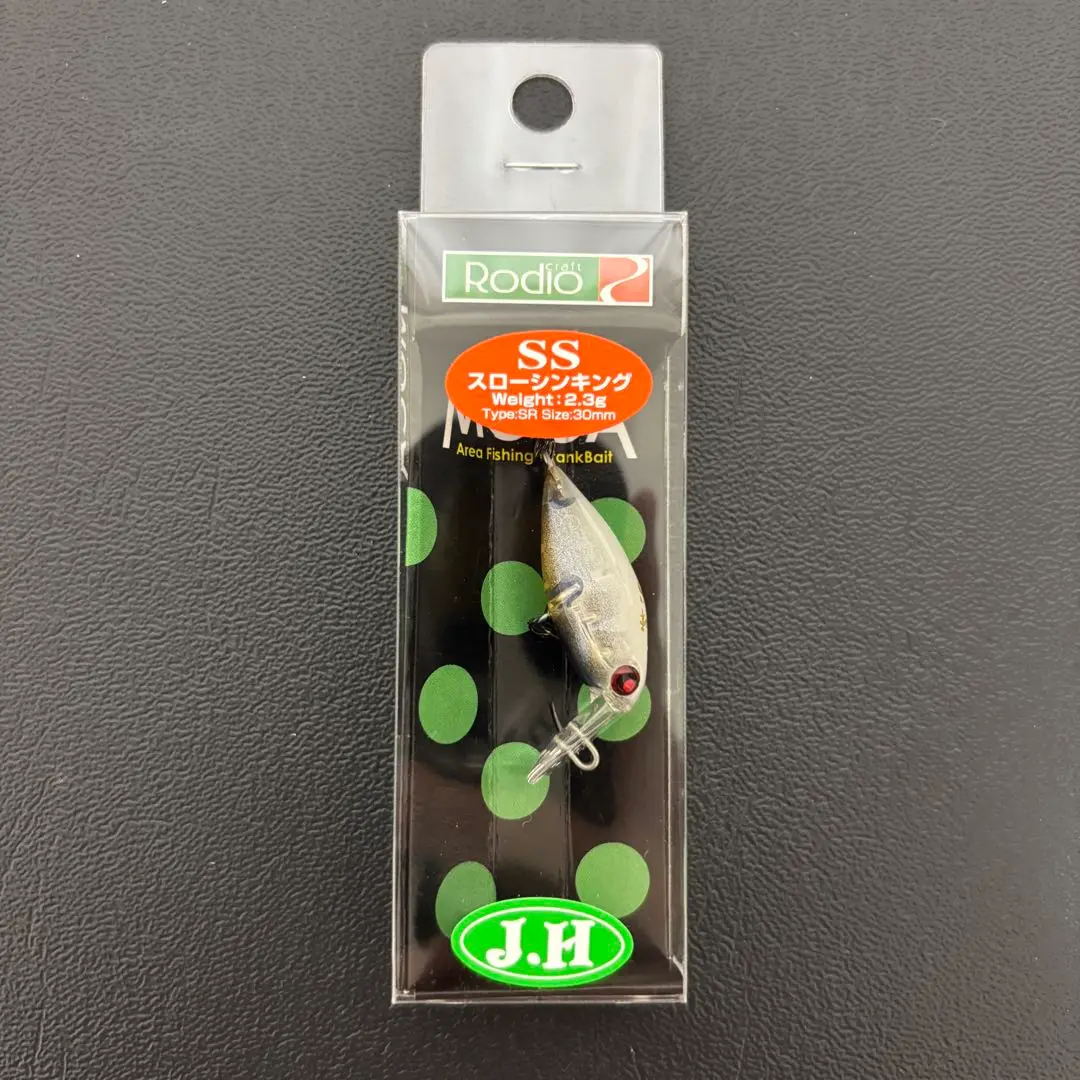 Rodio craft
SS
スローシンキング
Weight:2.3g
Type:SR Size:30mm
Area Fishing
ankBait
J.H